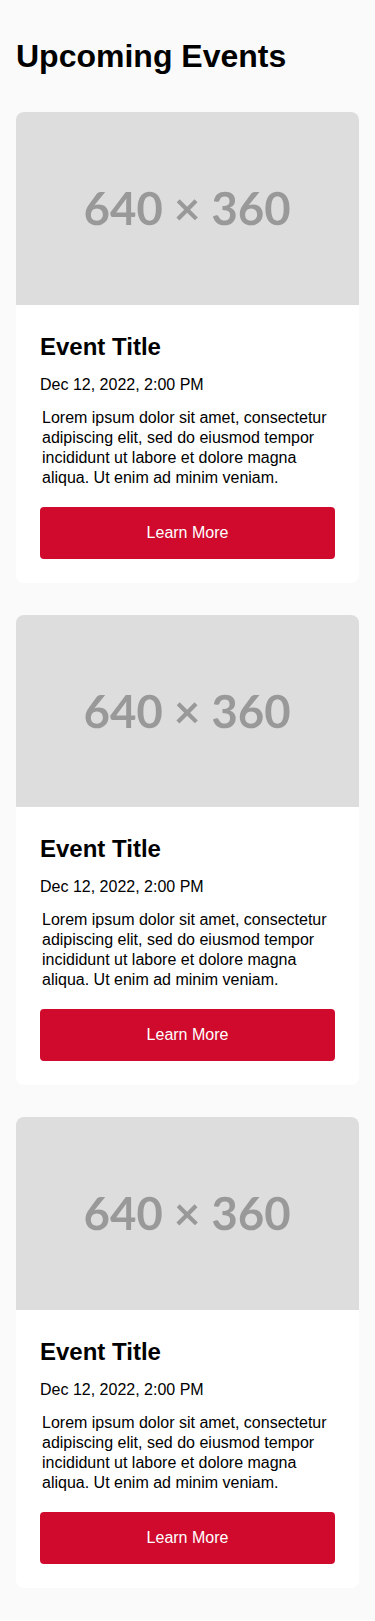 Upcoming Events
640 × 360
Event Title
Dec 12, 2022, 2:00 PM
Lorem ipsum dolor sit amet, consectetur
adipiscing elit, sed do eiusmod tempor
incididunt ut labore et dolore magna
aliqua. Ut enim ad minim veniam.
Learn More
640 × 360
Event Title
Dec 12, 2022, 2:00 PM
Lorem ipsum dolor sit amet, consectetur
adipiscing elit, sed do eiusmod tempor
incididunt ut labore et dolore magna
aliqua. Ut enim ad minim veniam.
Learn More
640 × 360
Event Title
Dec 12, 2022, 2:00 PM
Lorem ipsum dolor sit amet, consectetur
adipiscing elit, sed do eiusmod tempor
incididunt ut labore et dolore magna
aliqua. Ut enim ad minim veniam.
Learn More